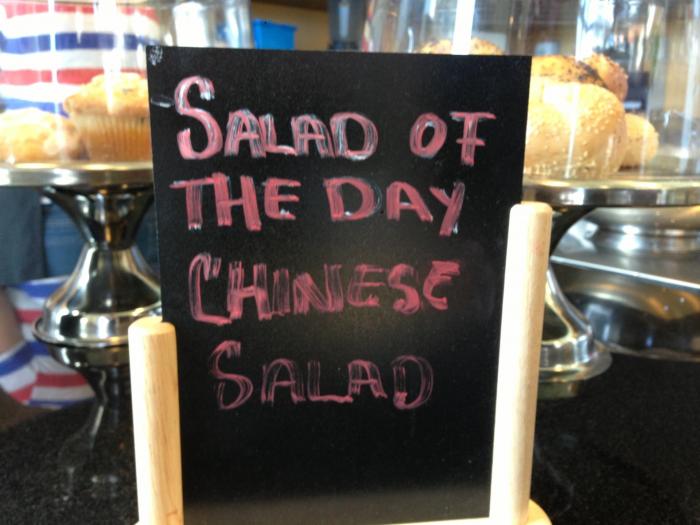 SALAD OF
THE DAY
CHINESE
SALAD